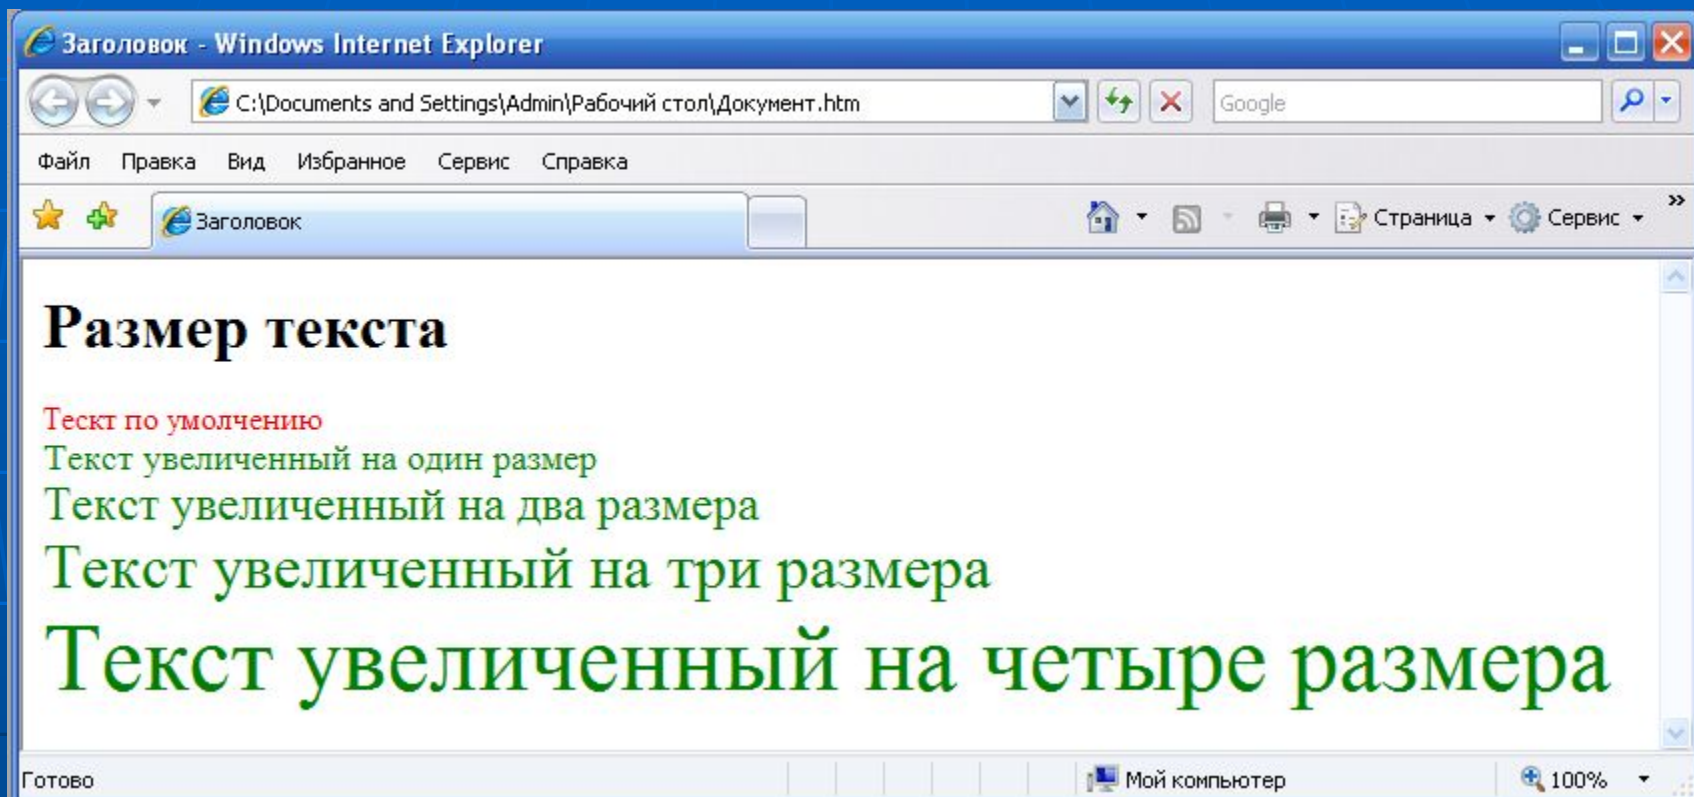 Заголовок - Windows Internet Explorer
C:\Documents and Settings\Admin\Рабочий стол\Документ.htm Google
Файл Правка Вид Избранное Сервис Справка
Заголовок Страница Сервис »
Размер текста
Тескт по умолчению
Текст увеличенный на один размер
Текст увеличенный на два размера
Текст увеличенный на три размера
Текст увеличенный на четыре размера
Готово Мой компьютер 100%